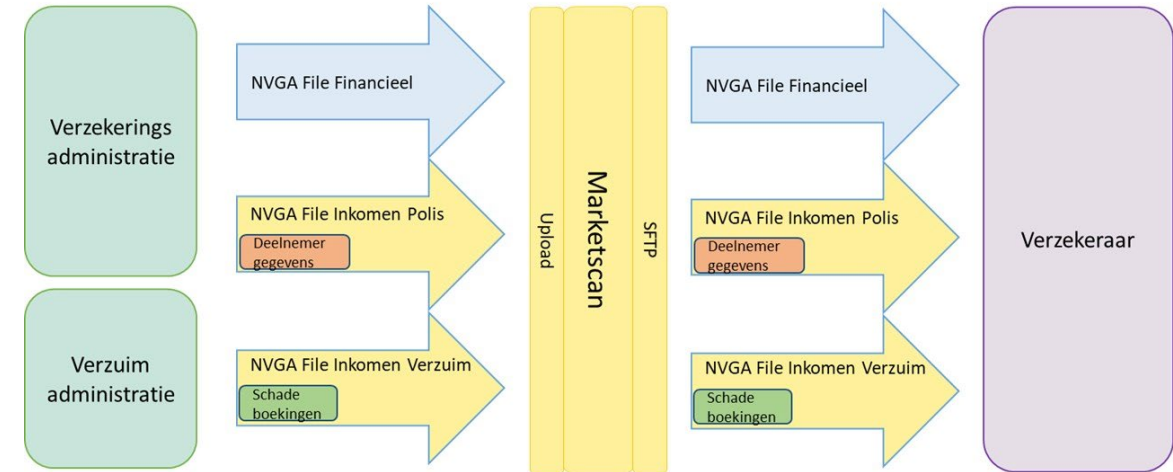 Verzekerings
administratie
Verzuim
administratie
NVGA File Financieel
NVGA File Inkomen Polis
Deelnemer
gegevens
NVGA File Inkomen Verzuim
Schade
boekingen
Upload
Marketscan
SFTP
NVGA File Financieel
NVGA File Inkomen Polis
Deelnemer
gegevens
NVGA File Inkomen Verzuim
Schade
boekingen
Verzekeraar